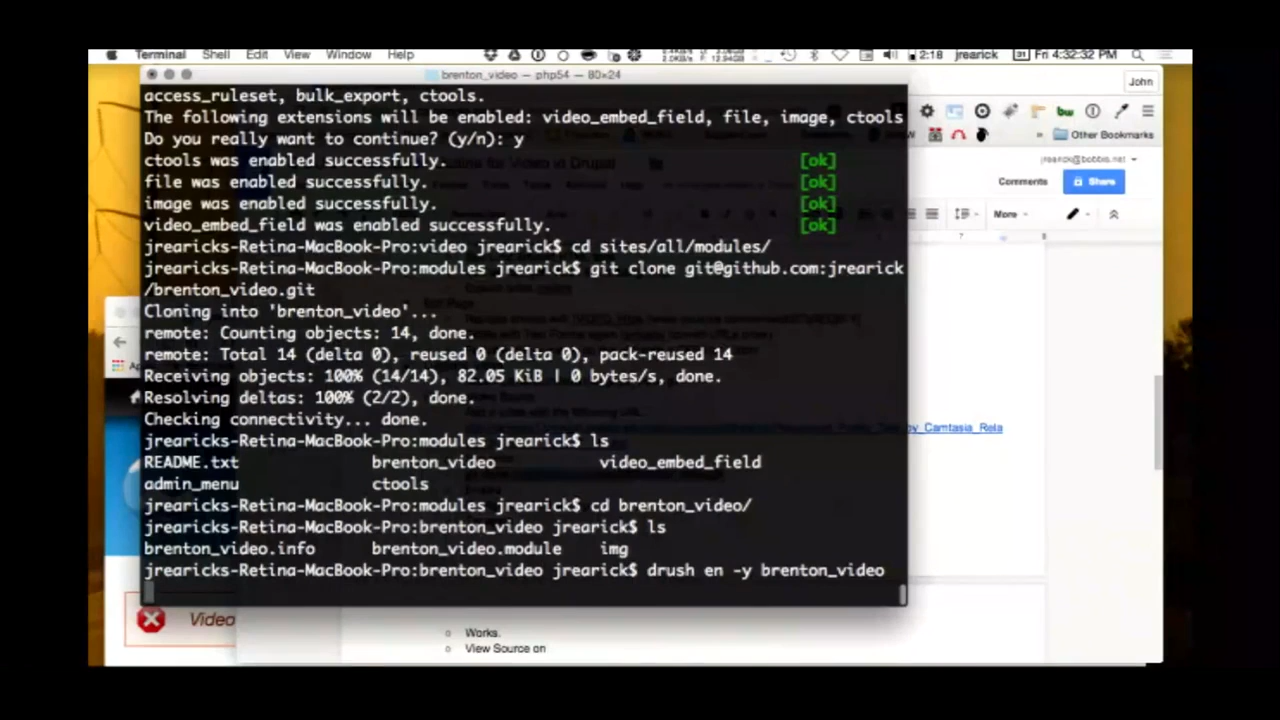 Terminal Shell Edit View Window Help
2:18 jrearick Fri 4:32:32 PM
brenton_video — php54 — 80×24
John
access_ruleset, bulk_export, ctools.
The following extensions will be enabled: video_embed_field, file, image, ctools
Do you really want to continue? (y/n): y
ctools was enabled successfully. [ok]
file was enabled successfully. [ok]
image was enabled successfully. [ok]
video_embed_field was enabled successfully. [ok]
jrearicks-Retina-MacBook-Pro:video jrearick$ cd sites/all/modules/
jrearicks-Retina-MacBook-Pro:modules jrearick$ git clone git@github.com:jrearick
/brenton_video.git
Cloning into 'brenton_video'...
remote: Counting objects: 14, done.
remote: Total 14 (delta 0), reused 0 (delta 0), pack-reused 14
Receiving objects: 100% (14/14), 82.05 KiB | 0 bytes/s, done.
Resolving deltas: 100% (2/2), done.
Checking connectivity... done.
jrearicks-Retina-MacBook-Pro:modules jrearick$ ls
README.txt brenton_video video_embed_field
admin_menu ctools
jrearicks-Retina-MacBook-Pro:modules jrearick$ cd brenton_video/
jrearicks-Retina-MacBook-Pro:brenton_video jrearick$ ls
brenton_video.info brenton_video.module img
jrearicks-Retina-MacBook-Pro:brenton_video jrearick$ drush en -y brenton_video
Other Bookmarks
jrearick@bobbis.net
Comments
Share
More
by_Camtasia_Rela
Video
Works.
View Source on